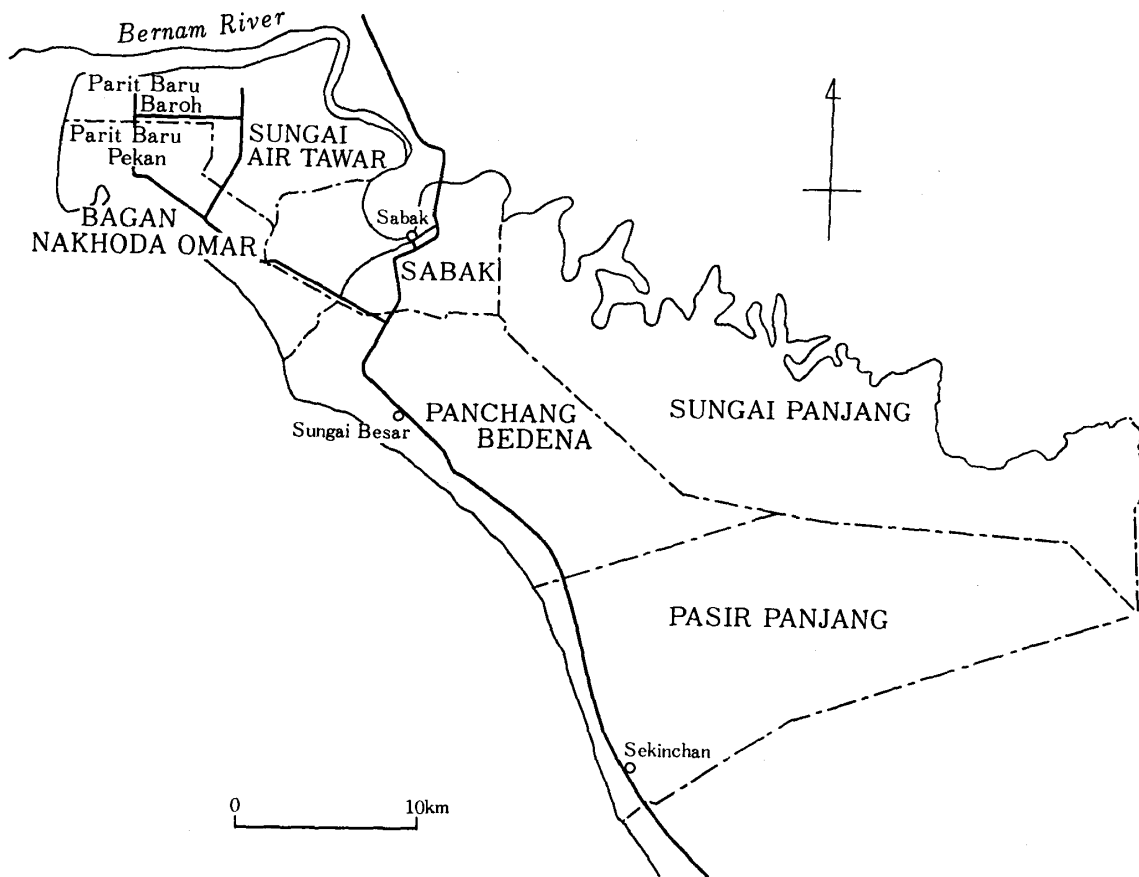 Bernam River
Parit Baru
Baroh
Parit Baru
Pekan
SUNGAI
AIR TAWAR
BAGAN
NAKHODA OMAR
Sabak
SABAK
Sungai Besar
PANCHANG
BEDENA
SUNGAI PANJANG
PASIR PANJANG
Sekinchan
0 10km